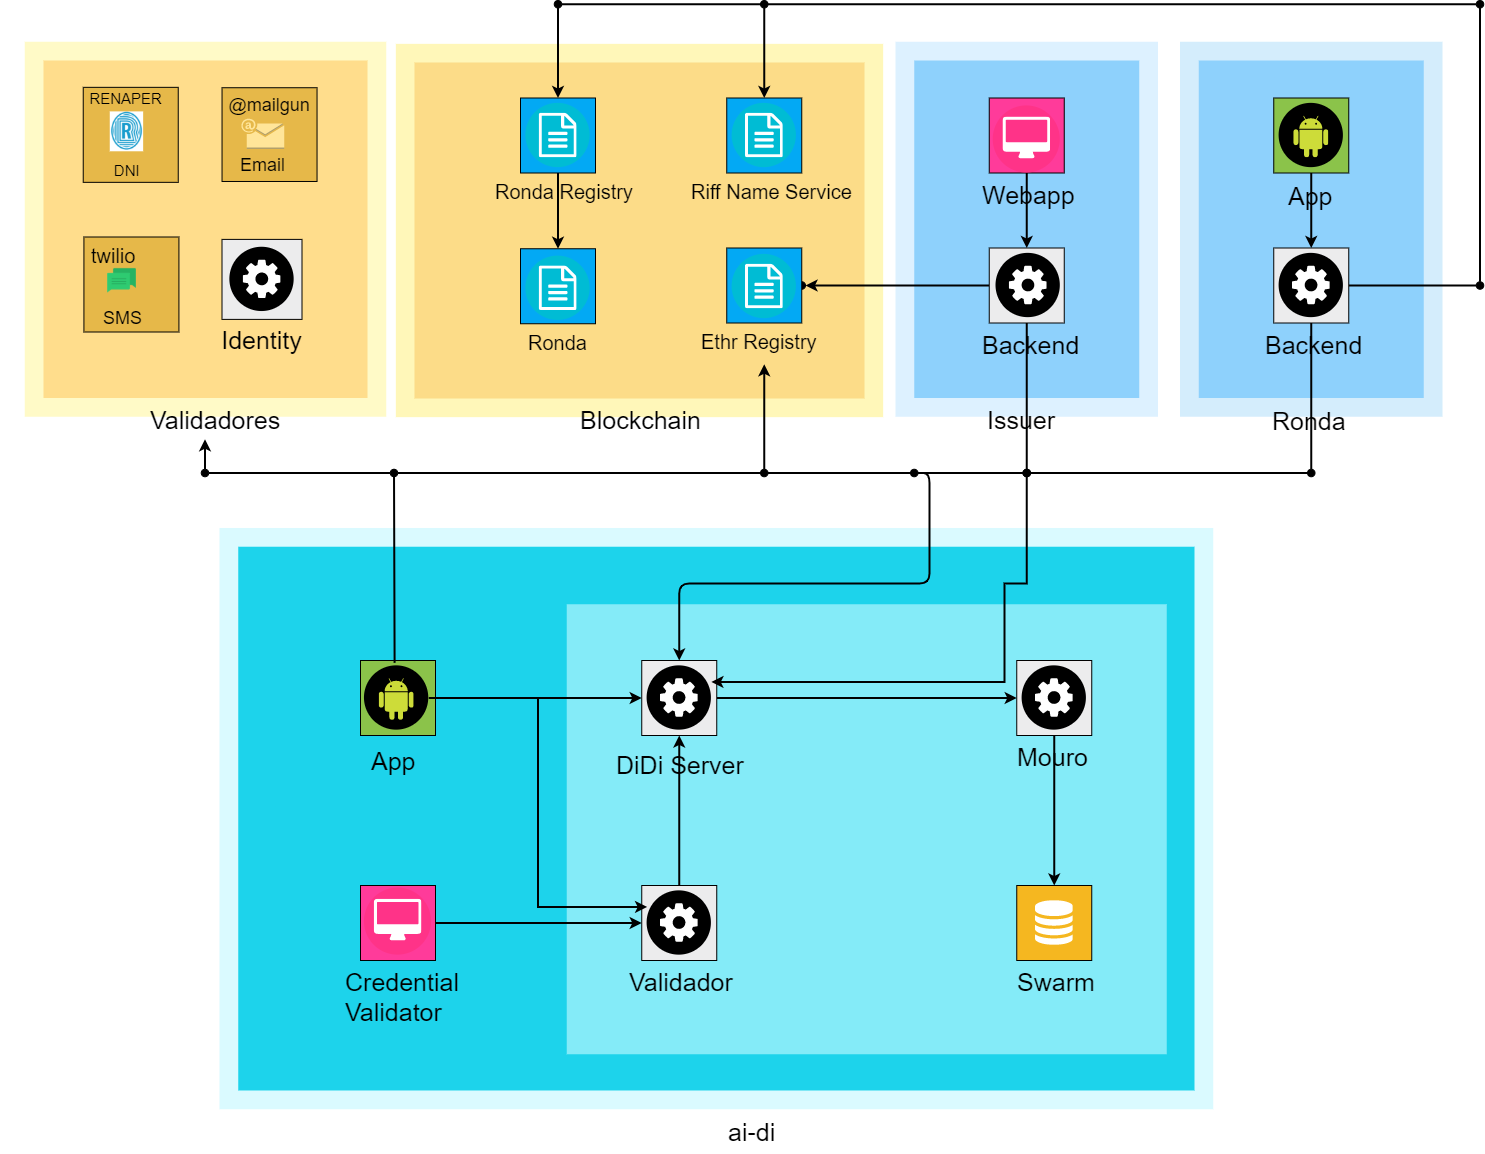 RENAPER
DNI
@mailgun
@
Email
twilio
SMS
Identity
Validadores
Ronda Registry
Riff Name Service
Ronda
Ethr Registry
Blockchain
Webapp
Backend
Issuer
App
Backend
Ronda
App
DiDi Server
Mouro
Credential
Validator
Validador
Swarm
ai-di